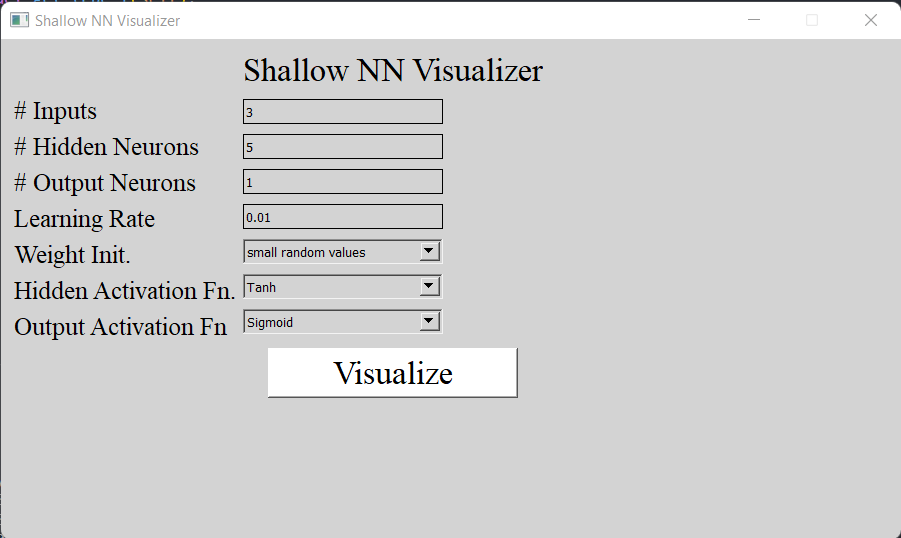 Shallow NN Visualizer
Shallow NN Visualizer
# Inputs 3
# Hidden Neurons 5
# Output Neurons 1
Learning Rate 0.01
Weight Init. small random values
Hidden Activation Fn. Tanh
Output Activation Fn Sigmoid
Visualize